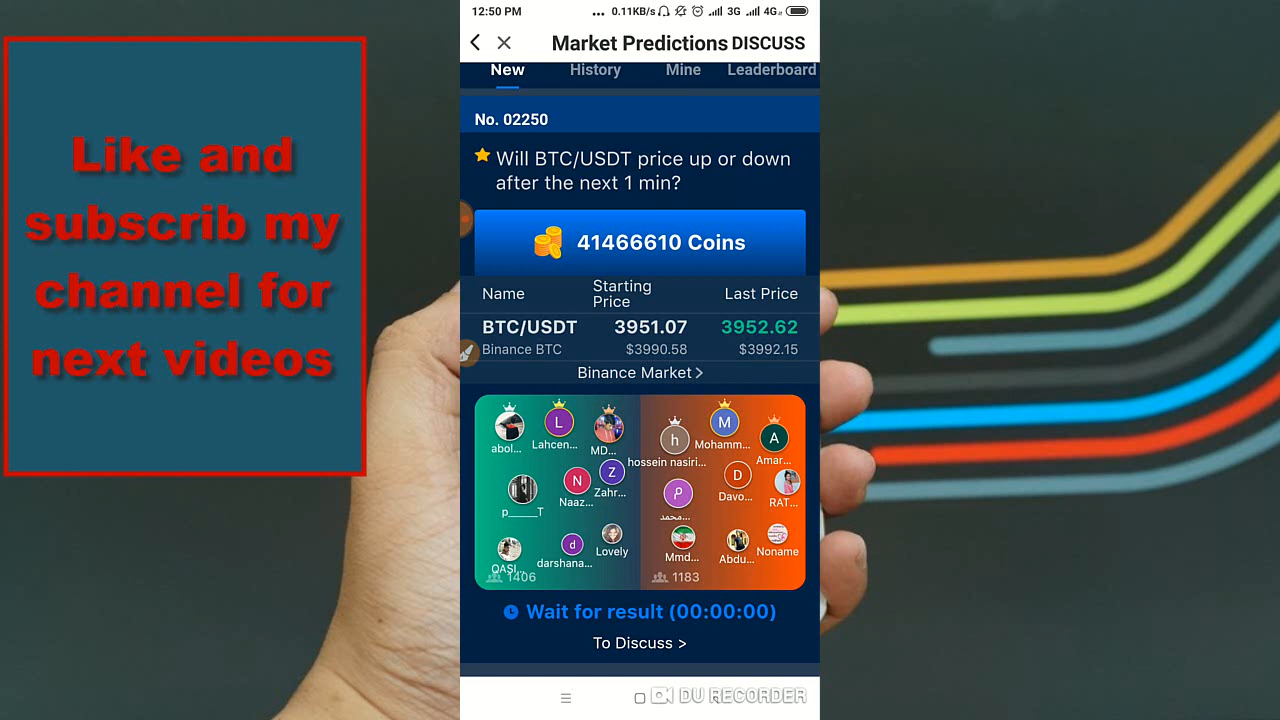 Like and
subscrib my
channel for
next videos
12:50 PM ... 0.11KB/s 3G 4G
Market Predictions DISCUSS
New History Mine Leaderboard
No. 02250
Will BTC/USDT price up or down
after the next 1 min?
41466610 Coins
Name Starting Price Last Price
BTC/USDT 3951.07 3952.62
Binance BTC $3990.58 $3992.15
Binance Market >
L M h A
abol... Lahcen... MD... hossein nasiri... Mohamm... Amar...
N Z م D
p_____T Naaz... Zahr... محمد... Davo... RAT...
d
QASI... darshana... Lovely Mmd... Abdu... Noname
1406 1183
Wait for result (00:00:00)
To Discuss >
DU RECORDER